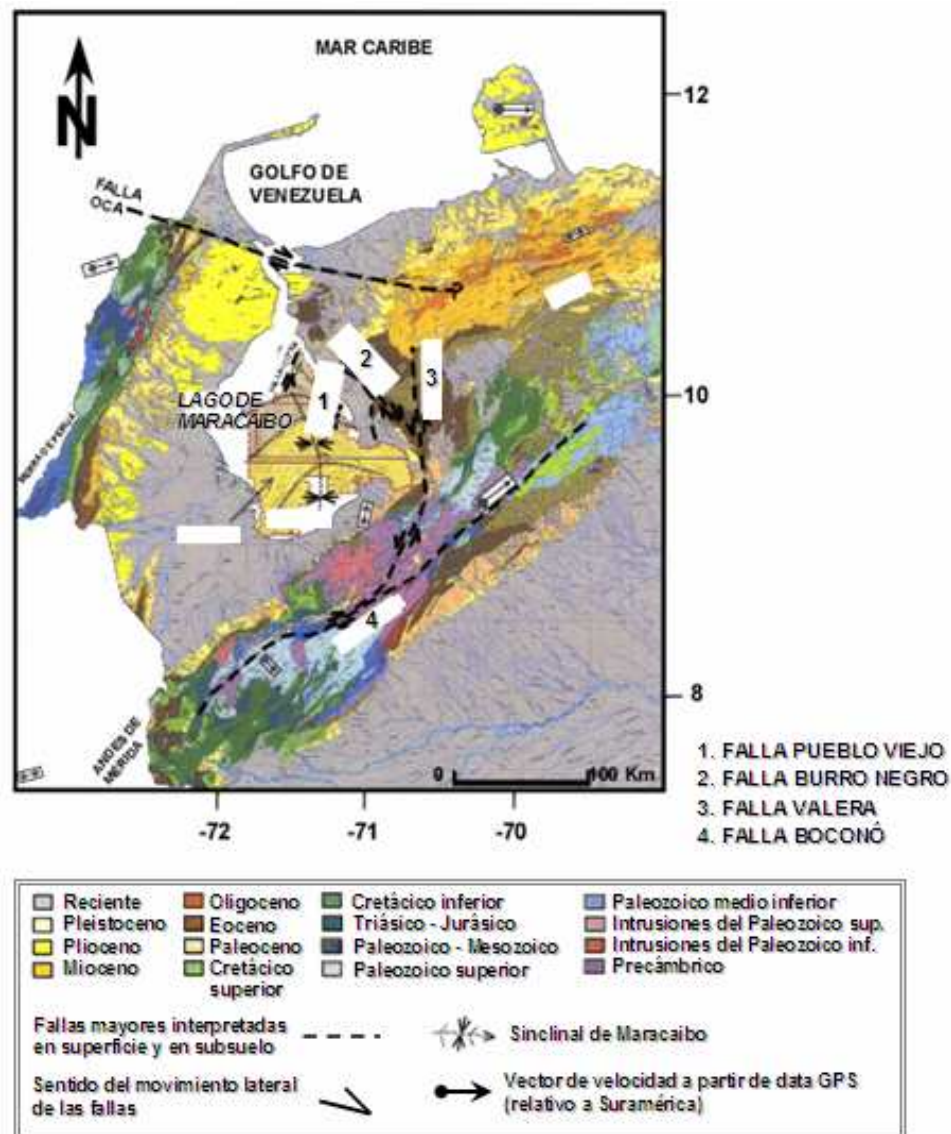 MAR CARIBE
12
N
GOLFO DE
VENEZUELA
FALLA
OCA
2
3
1
LAGO DE
MARACAIBO
10
4
8
ANDES DE
MÉRIDA
0 100 Km
-72 -71 -70
1. FALLA PUEBLO VIEJO
2. FALLA BURRO NEGRO
3. FALLA VALERA
4. FALLA BOCONÓ
Reciente
Pleistoceno
Plioceno
Mioceno
Oligoceno
Eoceno
Paleoceno
Cretácico
superior
Cretácico inferior
Triásico - Jurásico
Paleozoico - Mesozoico
Paleozoico superior
Paleozoico medio inferior
Intrusiones del Paleozoico sup.
Intrusiones del Paleozoico inf.
Precámbrico
Fallas mayores interpretadas
en superficie y en subsuelo
Sinclinal de Maracaibo
Sentido del movimiento lateral
de las fallas
Vector de velocidad a partir de data GPS
(relativo a Suramérica)